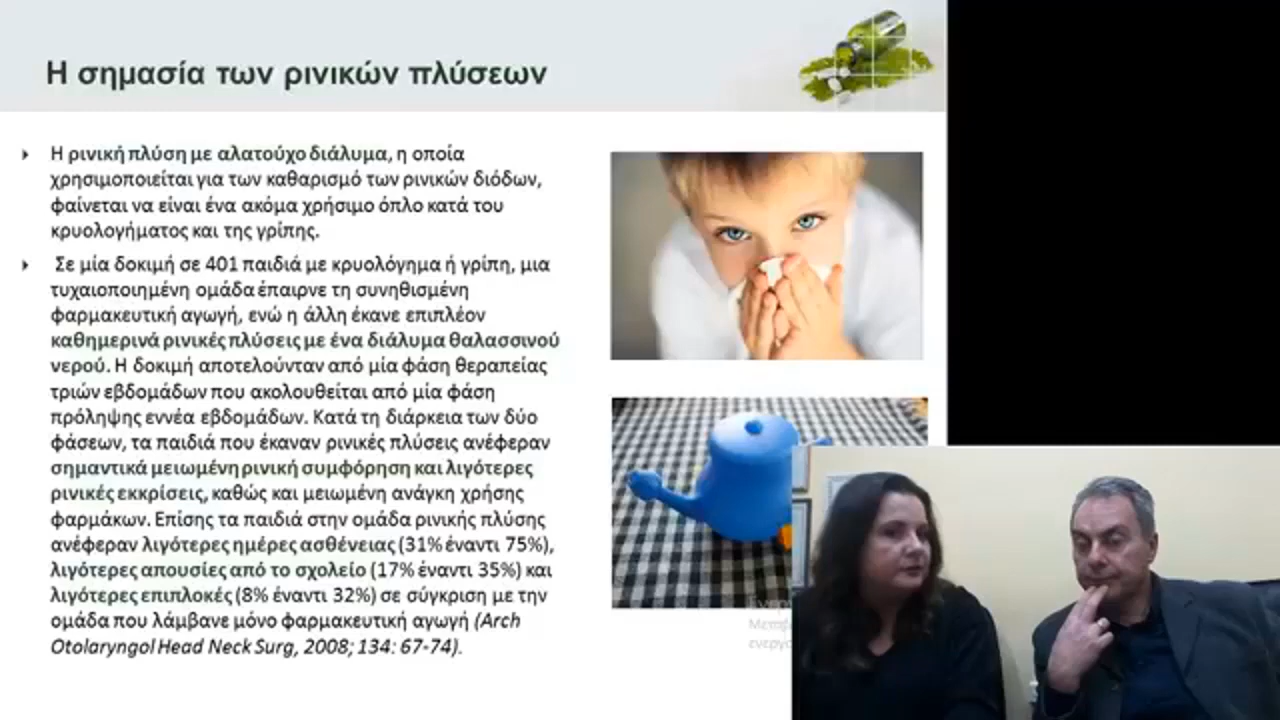 Η σημασία των ρινικών πλύσεων
Η ρινική πλύση με αλατούχο διάλυμα, η οποία
χρησιμοποιείται για των καθαρισμό των ρινικών διόδων,
φαίνεται να είναι ένα ακόμα χρήσιμο όπλο κατά του
κρυολογήματος και της γρίπης.
Σε μία δοκιμή σε 401 παιδιά με κρυολόγημα ή γρίπη, μια
τυχαιοποιημένη ομάδα έπαιρνε τη συνηθισμένη
φαρμακευτική αγωγή, ενώ η άλλη έκανε επιπλέον
καθημερινά ρινικές πλύσεις με ένα διάλυμα θαλασσινού
νερού. Η δοκιμή αποτελούνταν από μία φάση θεραπείας
τριών εβδομάδων που ακολουθείται από μία φάση
πρόληψης εννέα εβδομάδων. Κατά τη διάρκεια των δύο
φάσεων, τα παιδιά που έκαναν ρινικές πλύσεις ανέφεραν
σημαντικά μειωμένη ρινική συμφόρηση και λιγότερες
ρινικές εκκρίσεις, καθώς και μειωμένη ανάγκη χρήσης
φαρμάκων. Επίσης τα παιδιά στην ομάδα ρινικής πλύσης
ανέφεραν λιγότερες ημέρες ασθένειας (31% έναντι 75%),
λιγότερες απουσίες από το σχολείο (17% έναντι 35%) και
λιγότερες επιπλοκές (8% έναντι 32%) σε σύγκριση με την
ομάδα που λάμβανε μόνο φαρμακευτική αγωγή (Arch
Otolaryngol Head Neck Surg, 2008; 134: 67-74).